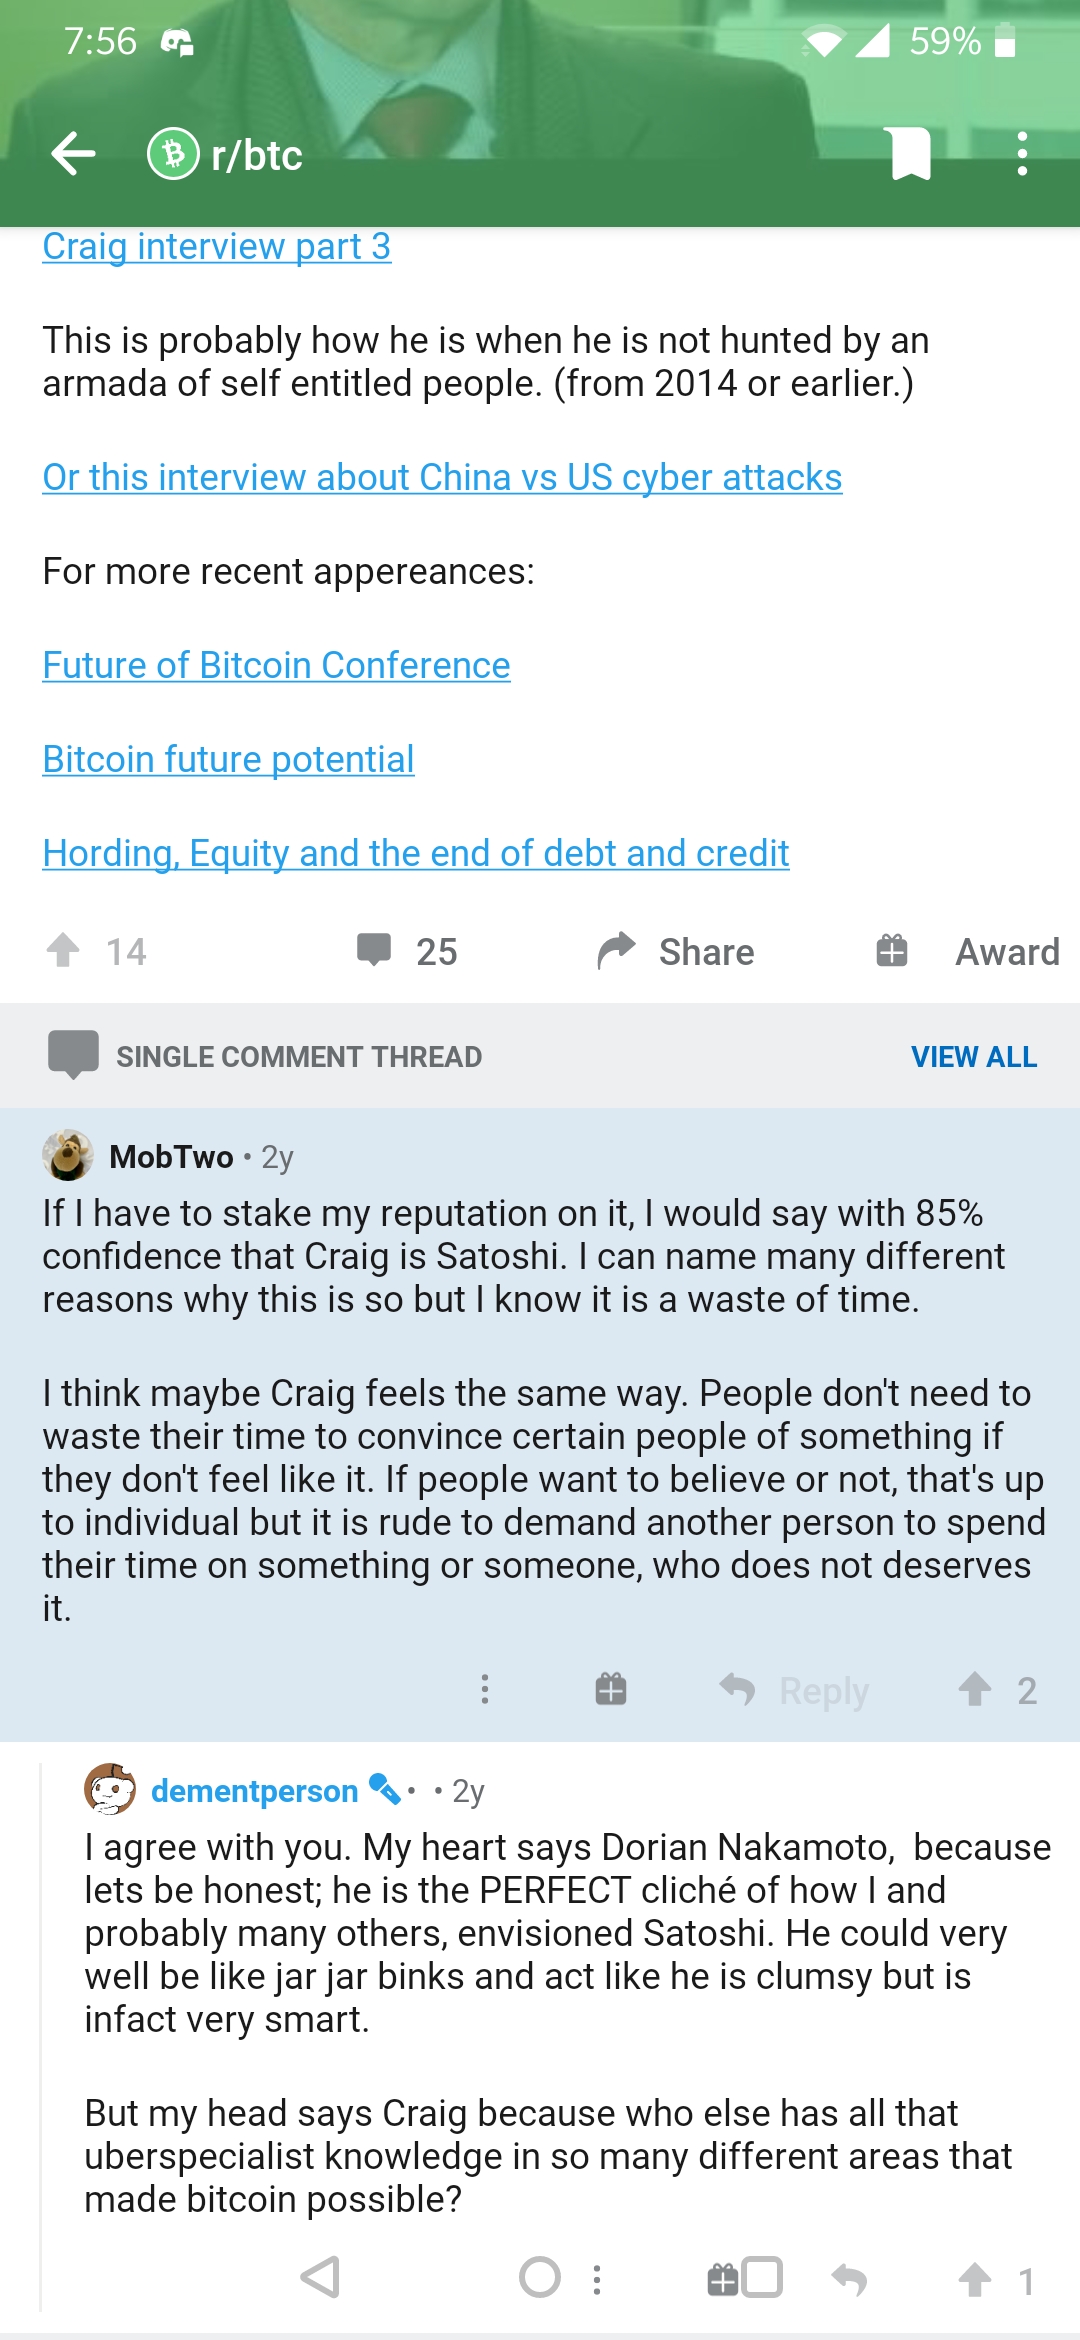 7:56 59%
r/btc
Craig interview part 3
This is probably how he is when he is not hunted by an
armada of self entitled people. (from 2014 or earlier.)
Or this interview about China vs US cyber attacks
For more recent appereances:
Future of Bitcoin Conference
Bitcoin future potential
Hording, Equity and the end of debt and credit
14 25 Share Award
SINGLE COMMENT THREAD VIEW ALL
MobTwo • 2y
If I have to stake my reputation on it, I would say with 85%
confidence that Craig is Satoshi. I can name many different
reasons why this is so but I know it is a waste of time.
I think maybe Craig feels the same way. People don't need to
waste their time to convince certain people of something if
they don't feel like it. If people want to believe or not, that's up
to individual but it is rude to demand another person to spend
their time on something or someone, who does not deserves
it.
Reply 2
dementperson • • 2y
I agree with you. My heart says Dorian Nakamoto, because
lets be honest; he is the PERFECT cliché of how I and
probably many others, envisioned Satoshi. He could very
well be like jar jar binks and act like he is clumsy but is
infact very smart.
But my head says Craig because who else has all that
uberspecialist knowledge in so many different areas that
made bitcoin possible?
1